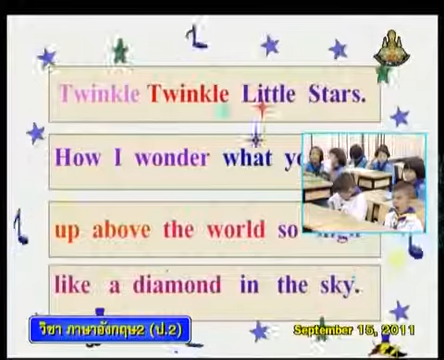 Twinkle Twinkle Little Stars.
How I wonder what
up above the world so
like a diamond in the sky.
วิชา ภาษาอังกฤษ2 (ป.2)
September 15, 2011